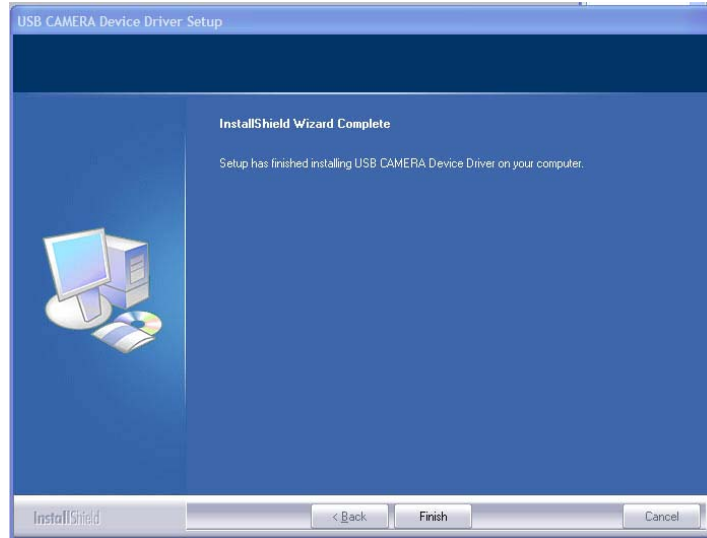 USB CAMERA Device Driver Setup
InstallShield Wizard Complete
Setup has finished installing USB CAMERA Device Driver on your computer.
InstallShield
< Back
Finish
Cancel